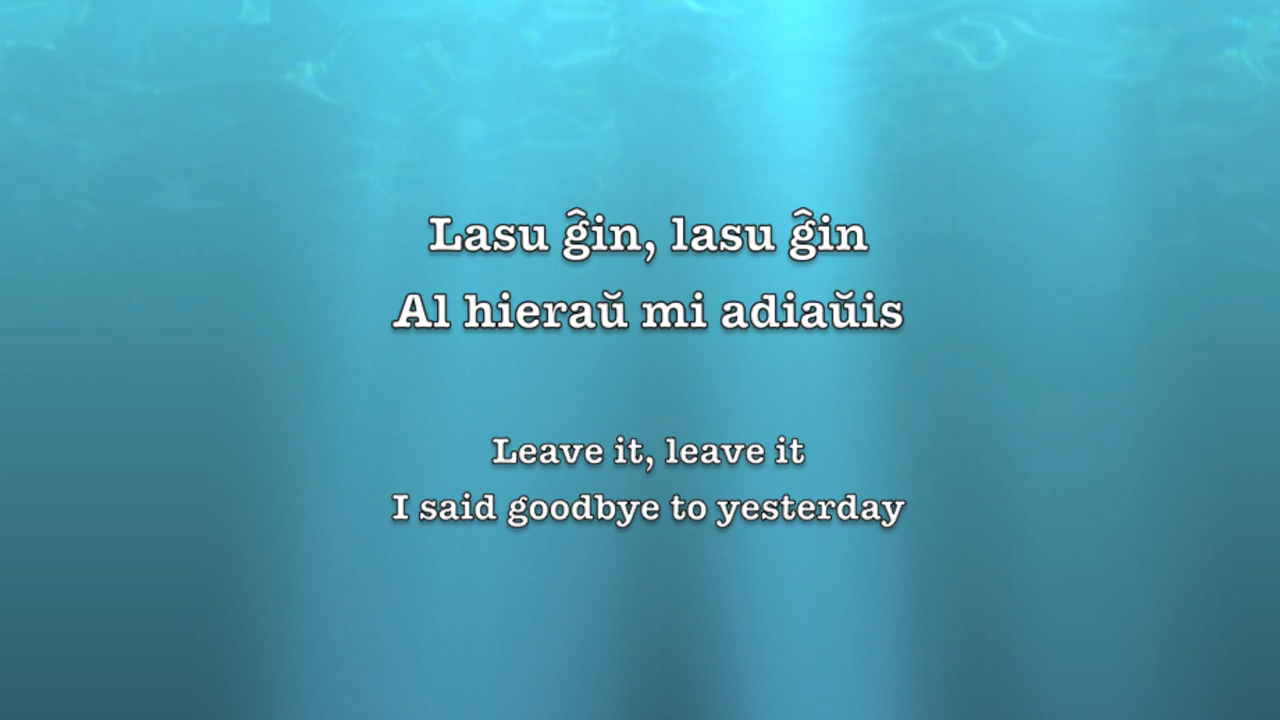 Lasu ĝin, lasu ĝin
Al hieraŭ mi adiaŭis
Leave it, leave it
I said goodbye to yesterday